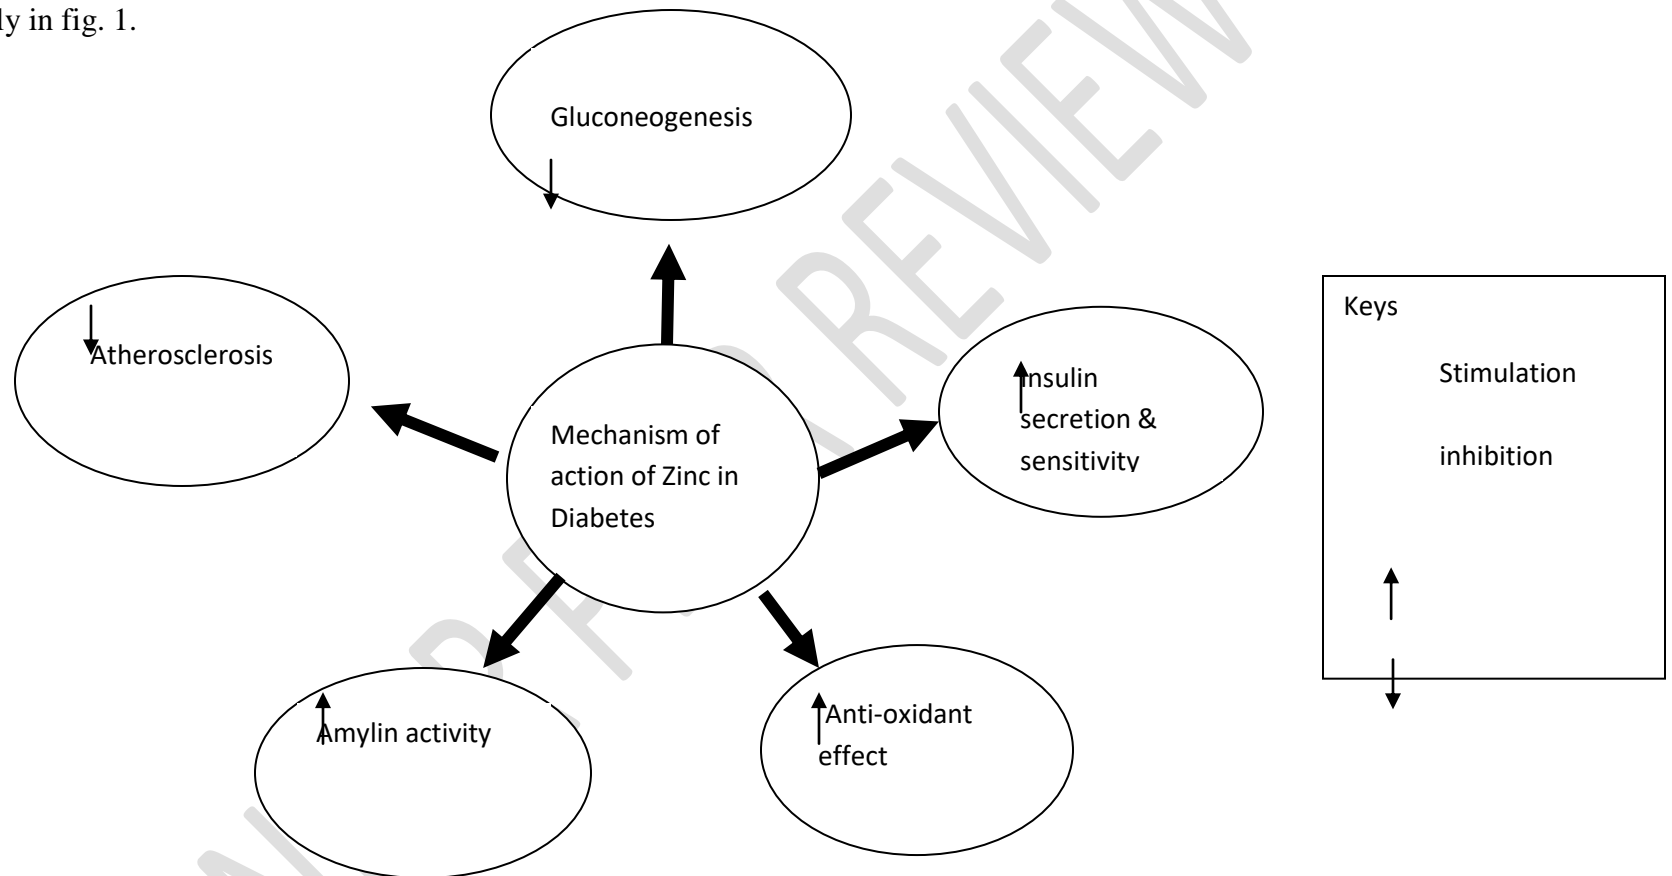 ly in fig. 1.
Gluconeogenesis
Atherosclerosis
Insulin
secretion &
sensitivity
Mechanism of
action of Zinc in
Diabetes
Amylin activity
Anti-oxidant
effect
Keys
Stimulation
inhibition
REVIEW